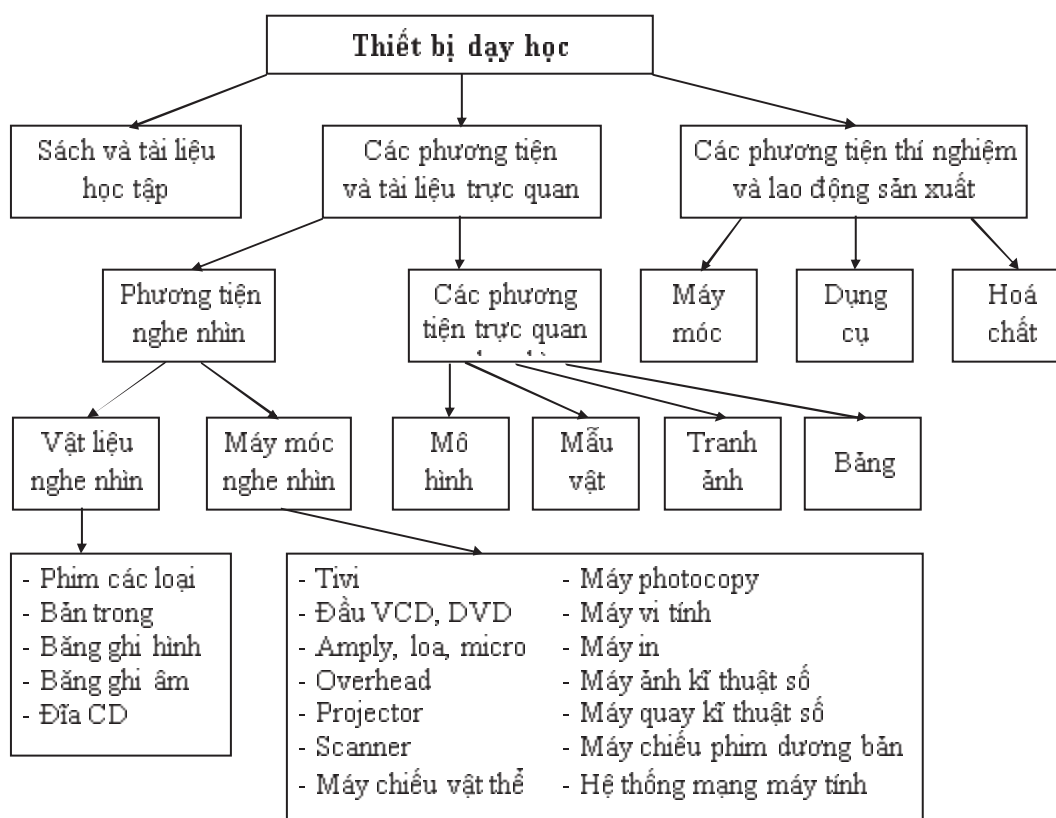 Thiết bị dạy học
Sách và tài liệu
học tập
Các phương tiện
và tài liệu trực quan
Các phương tiện thí nghiệm
và lao động sản xuất
Phương tiện
nghe nhìn
Các phương
tiện trực quan
Máy
móc
Dụng
cụ
Hoá
chất
Vật liệu
nghe nhìn
Máy móc
nghe nhìn
Mô
hình
Mẫu
vật
Tranh
ảnh
Bảng
- Phim các loại
- Bản trong
- Băng ghi hình
- Băng ghi âm
- Đĩa CD
- Tivi
- Đầu VCD, DVD
- Amply, loa, micro
- Overhead
- Projector
- Scanner
- Máy chiếu vật thể
- Máy photocopy
- Máy vi tính
- Máy in
- Máy ảnh kĩ thuật số
- Máy quay kĩ thuật số
- Máy chiếu phim dương bản
- Hệ thống mạng máy tính